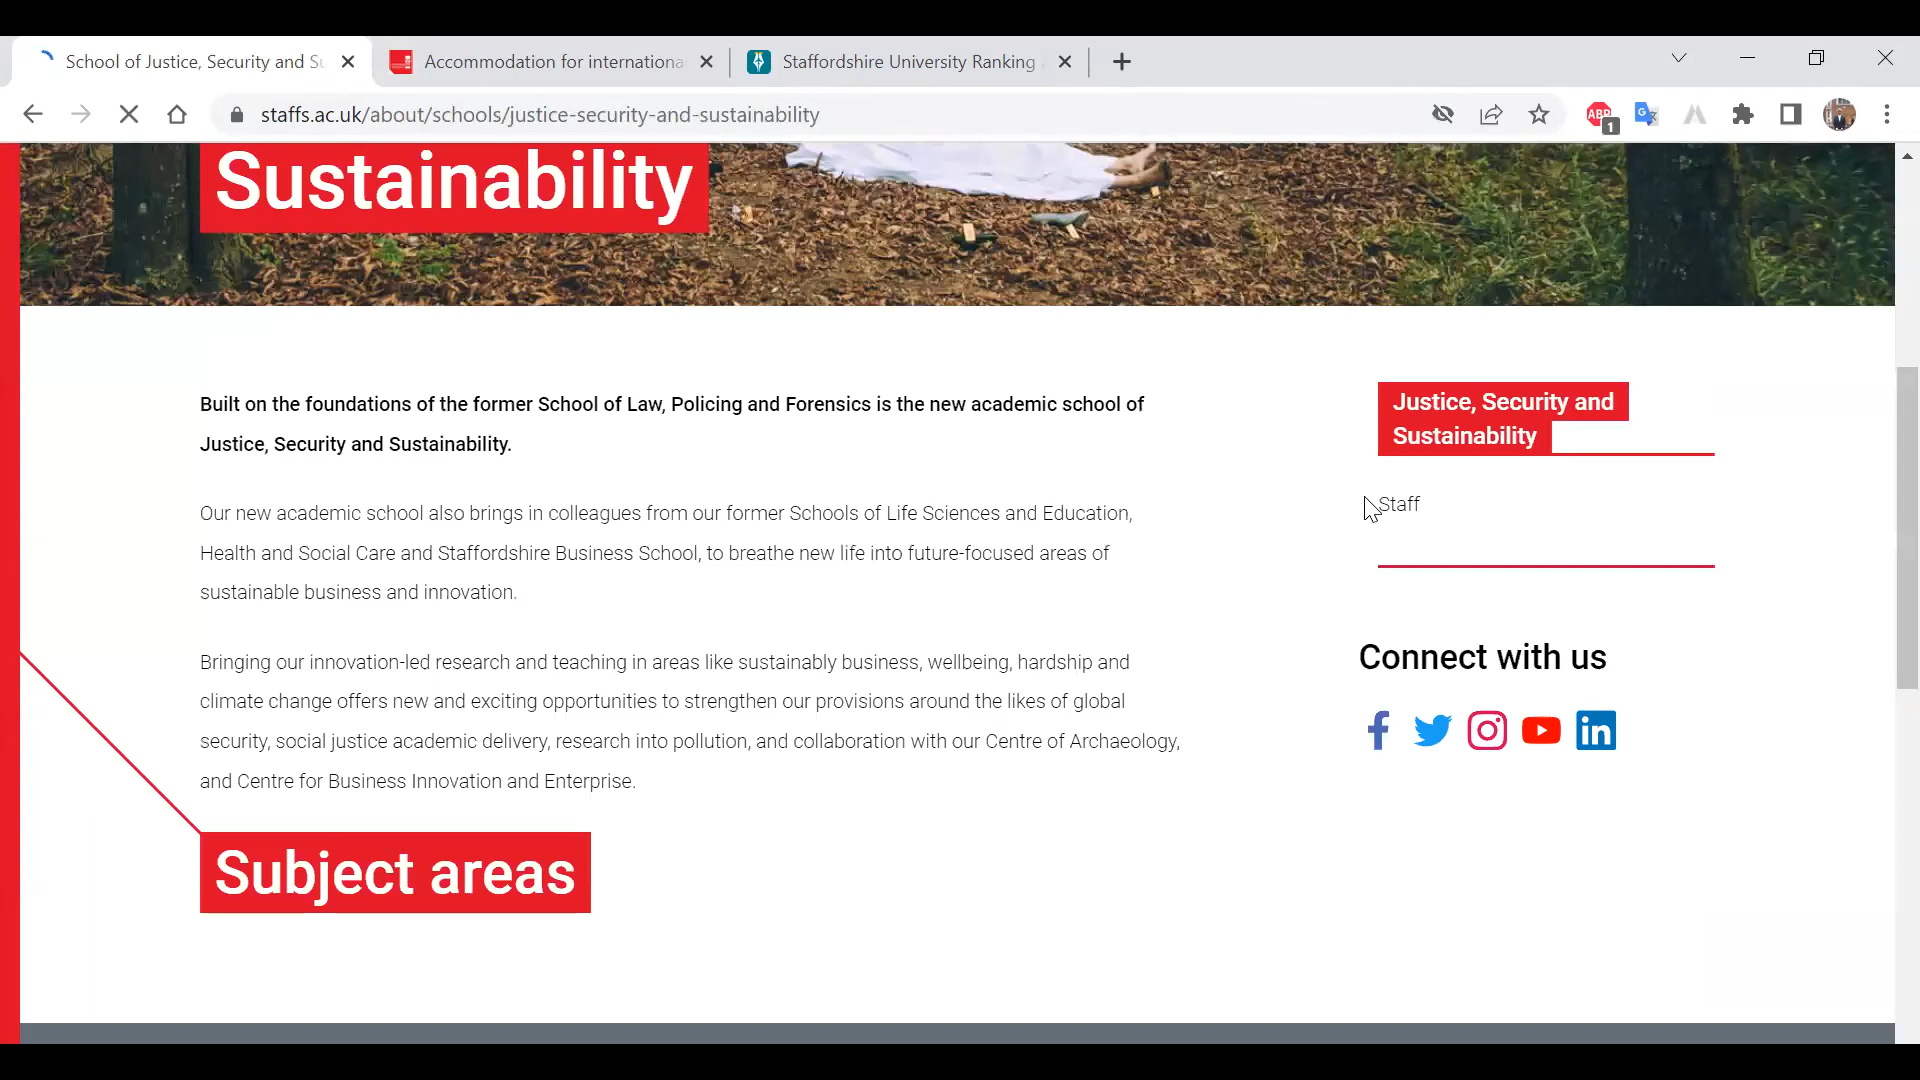 School of Justice, Security and Su
Accommodation for internationa
Staffordshire University Ranking
staffs.ac.uk/about/schools/justice-security-and-sustainability
ABP
1
Sustainability
Built on the foundations of the former School of Law, Policing and Forensics is the new academic school of
Justice, Security and Sustainability.
Our new academic school also brings in colleagues from our former Schools of Life Sciences and Education,
Health and Social Care and Staffordshire Business School, to breathe new life into future-focused areas of
sustainable business and innovation.
Bringing our innovation-led research and teaching in areas like sustainably business, wellbeing, hardship and
climate change offers new and exciting opportunities to strengthen our provisions around the likes of global
security, social justice academic delivery, research into pollution, and collaboration with our Centre of Archaeology,
and Centre for Business Innovation and Enterprise.
Subject areas
Justice, Security and
Sustainability
Staff
Connect with us